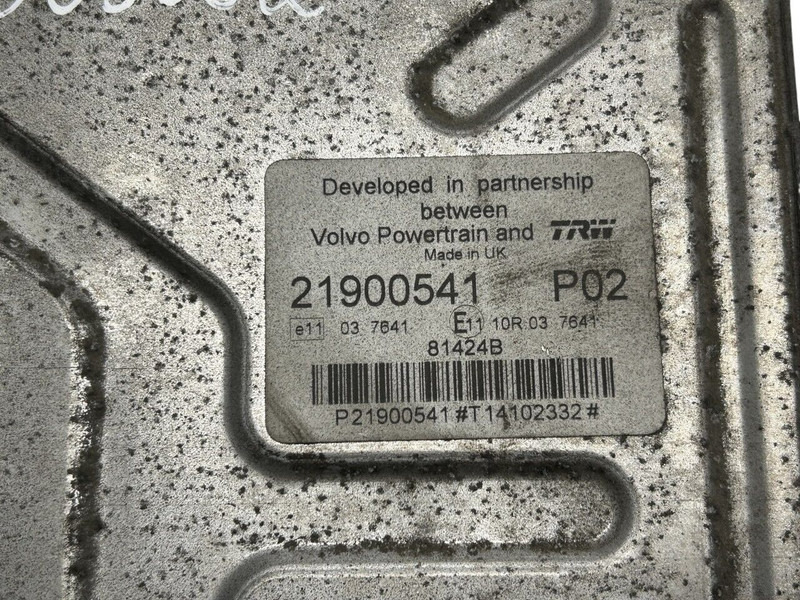 Developed in partnership
between
Volvo Powertrain and TRW
Made in UK
21900541 P02
e11 03 7641 E11 10R 03 7641
81424B
P21900541#T14102332#